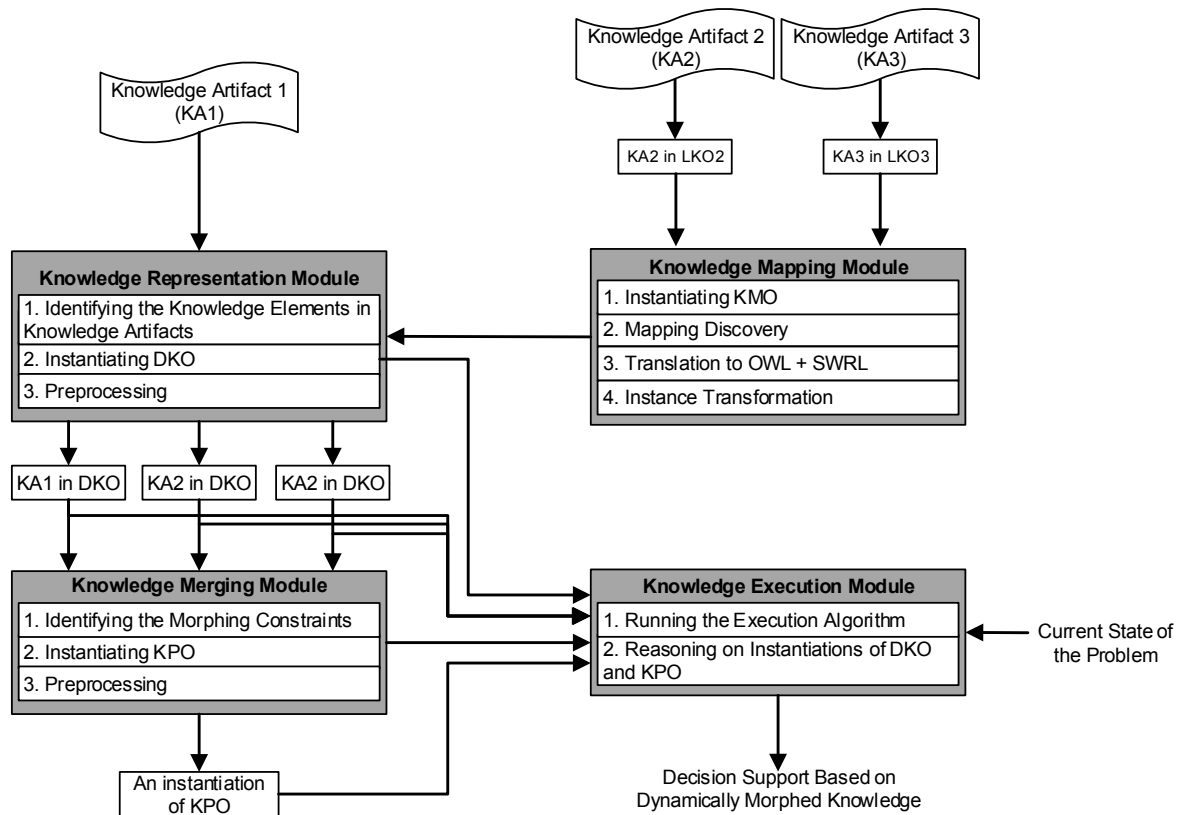 Knowledge Artifact 1
(KA1)
Knowledge Artifact 2
(KA2)
Knowledge Artifact 3
(KA3)
KA2 in LKO2
KA3 in LKO3
Knowledge Representation Module
1. Identifying the Knowledge Elements in
Knowledge Artifacts
2. Instantiating DKO
3. Preprocessing
Knowledge Mapping Module
1. Instantiating KMO
2. Mapping Discovery
3. Translation to OWL + SWRL
4. Instance Transformation
KA1 in DKO
KA2 in DKO
KA2 in DKO
Knowledge Merging Module
1. Identifying the Morphing Constraints
2. Instantiating KPO
3. Preprocessing
Knowledge Execution Module
1. Running the Execution Algorithm
2. Reasoning on Instantiations of DKO
and KPO
Current State of
the Problem
An instantiation
of KPO
Decision Support Based on
Dynamically Morphed Knowledge